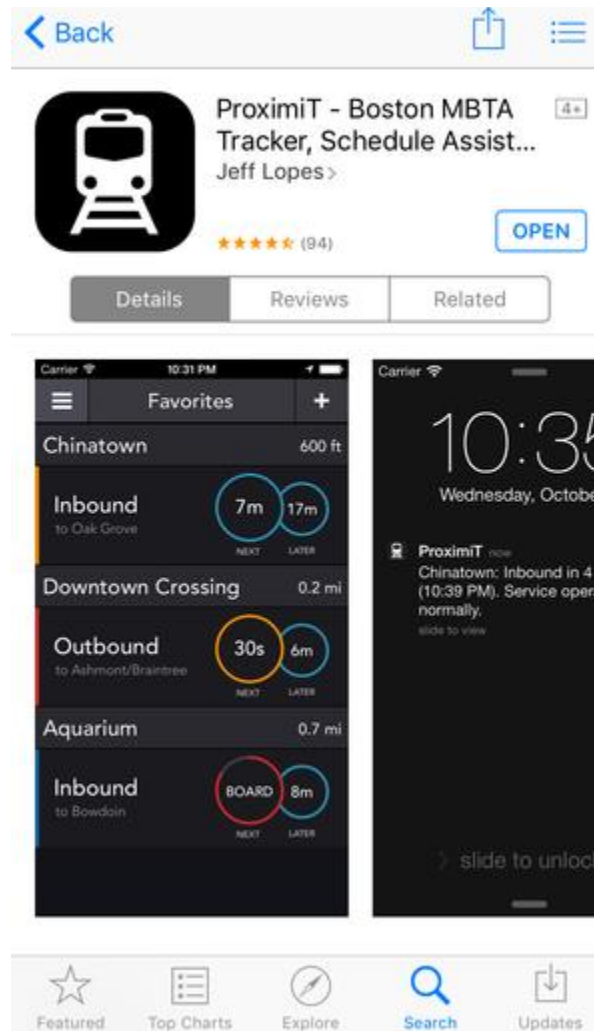 Back
ProximiT - Boston MBTA
Tracker, Schedule Assist...
4+
Jeff Lopes
(94)
OPEN
Details Reviews Related
Carrier 10:31 PM
Favorites +
Chinatown 600 ft
Inbound
to Oak Grove
7m 17m
NEXT LATER
Downtown Crossing 0.2 mi
Outbound
to Ashmont/Braintree
30s 6m
NEXT LATER
Aquarium 0.7 mi
Inbound
to Bowdoin
BOARD 8m
NEXT LATER
Carrier
10:35
Wednesday, Octobe
ProximiT now
Chinatown: Inbound in 4
(10:39 PM). Service oper
normally.
slide to view
slide to unloc
Featured Top Charts Explore Search Updates